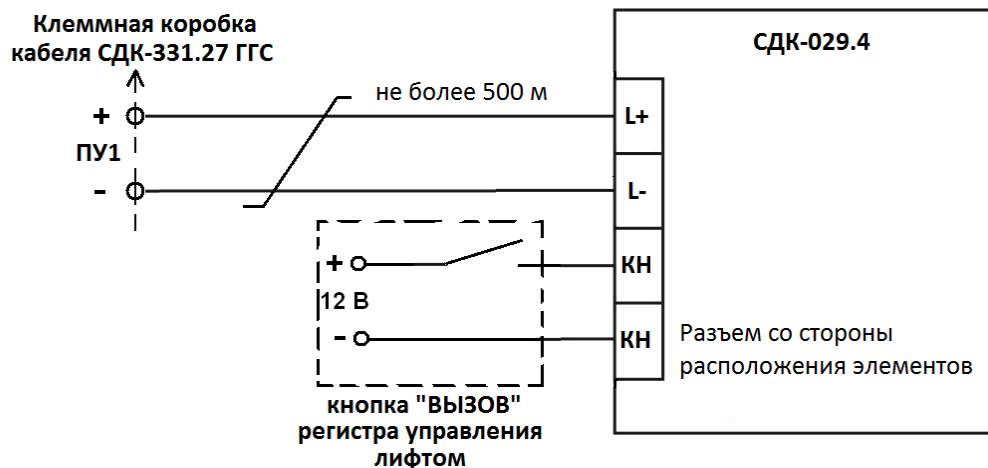 Клеммная коробка
кабеля СДК-331.27 ГГС
СДК-029.4
не более 500 м
+
L+
ПУ1
-
L-
+
КН
12 В
-
КН
Разъем со стороны
расположения элементов
кнопка "ВЫЗОВ"
регистра управления
лифтом